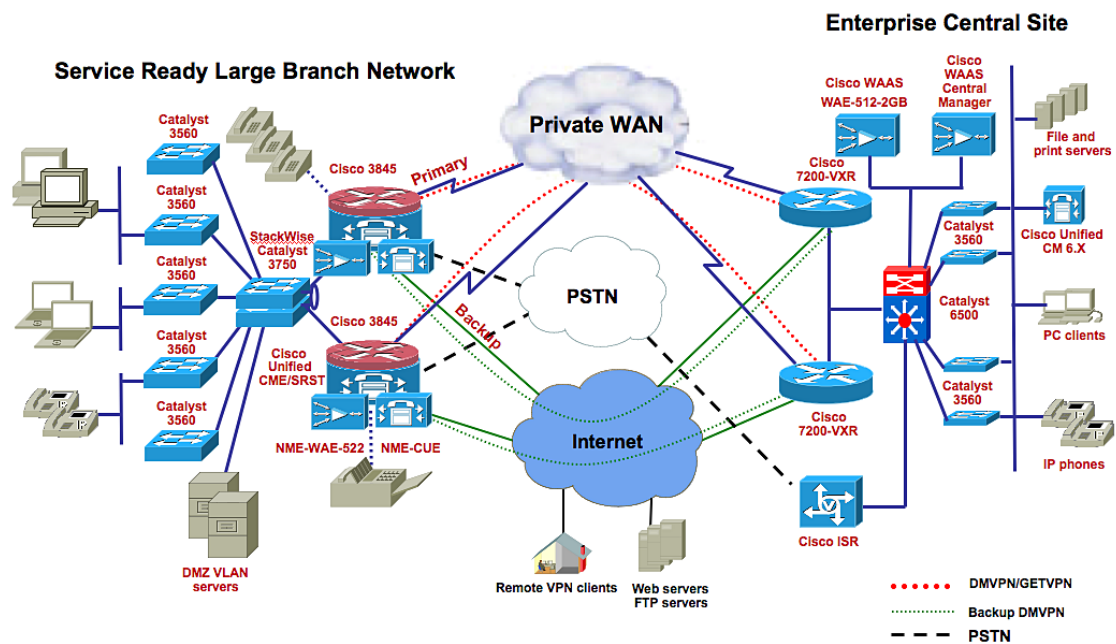 Enterprise Central Site
Service Ready Large Branch Network
Cisco WAAS
WAE-512-2GB
Cisco
WAAS
Central
Manager
File and
print servers
Private WAN
Catalyst
3560
Cisco 3845
Primary
Cisco
7200-VXR
Catalyst
3560
StackWise
Catalyst
3750
Catalyst
3560
Cisco Unified
CM 6.X
Catalyst
3560
PSTN
Catalyst
6500
PC clients
Backup
Cisco 3845
Catalyst
3560
Cisco
Unified
CME/SRST
Catalyst
3560
Catalyst
3560
Cisco
7200-VXR
Internet
NME-WAE-522
NME-CUE
IP phones
Cisco ISR
DMZ VLAN
servers
Remote VPN clients
Web servers
FTP servers
DMVPN/GETVPN
Backup DMVPN
PSTN